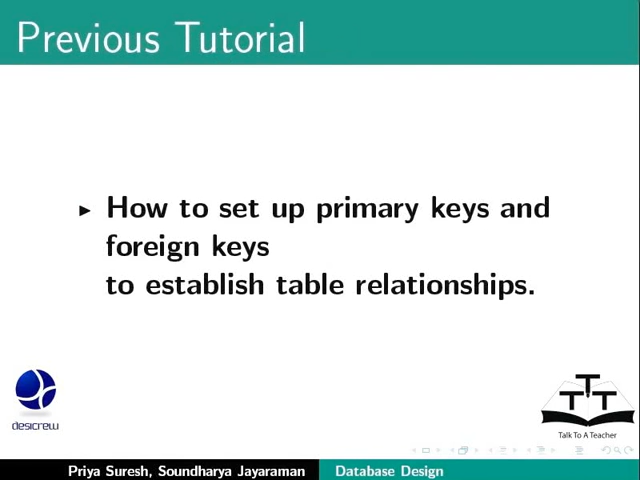 Previous Tutorial
How to set up primary keys and
foreign keys
to establish table relationships.
desicrew
TTT
Talk To A Teacher
Priya Suresh, Soundharya Jayaraman Database Design